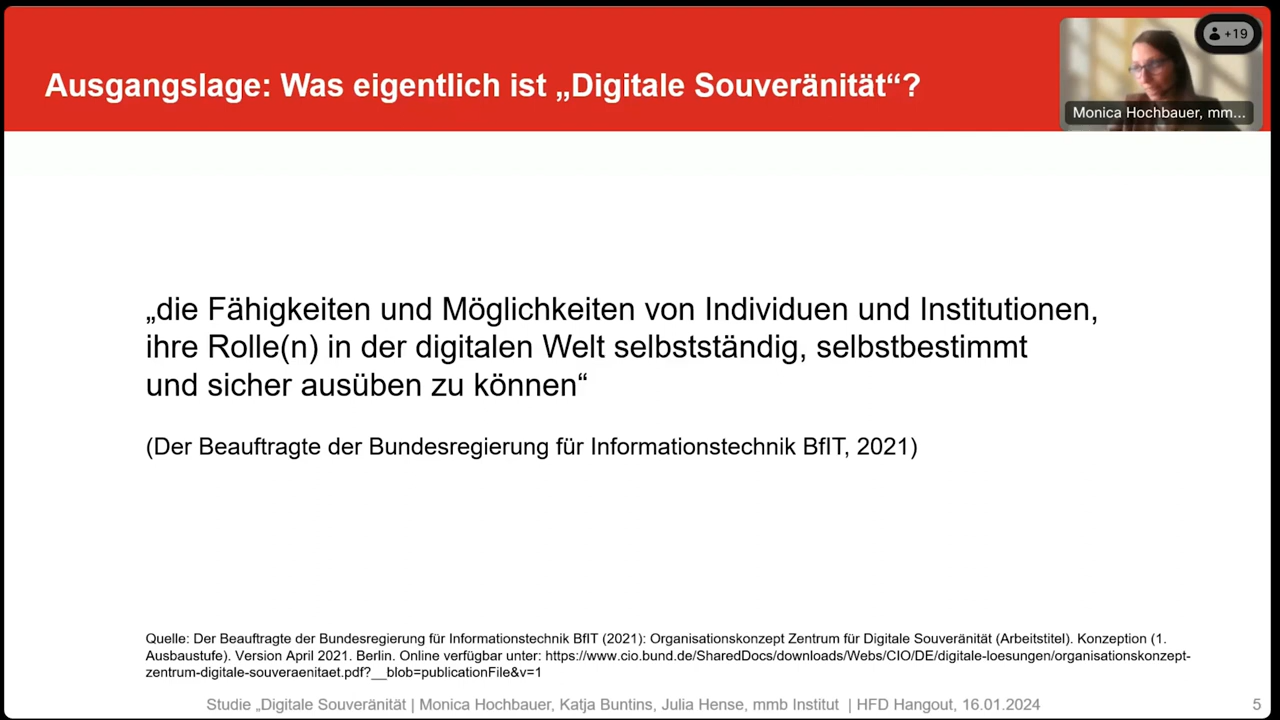 Ausgangslage: Was eigentlich ist „Digitale Souveränität“?
+19
Monica Hochbauer, mm...
„die Fähigkeiten und Möglichkeiten von Individuen und Institutionen,
ihre Rolle(n) in der digitalen Welt selbstständig, selbstbestimmt
und sicher ausüben zu können“
(Der Beauftragte der Bundesregierung für Informationstechnik BfIT, 2021)
Quelle: Der Beauftragte der Bundesregierung für Informationstechnik BfIT (2021): Organisationskonzept Zentrum für Digitale Souveränität (Arbeitstitel). Konzeption (1.
Ausbaustufe). Version April 2021. Berlin. Online verfügbar unter: https://www.cio.bund.de/SharedDocs/downloads/Webs/CIO/DE/digitale-loesungen/organisationskonzept-
zentrum-digitale-souveraenitaet.pdf?__blob=publicationFile&v=1
Studie „Digitale Souveränität | Monica Hochbauer, Katja Buntins, Julia Hense, mmb Institut | HFD Hangout, 16.01.2024
5